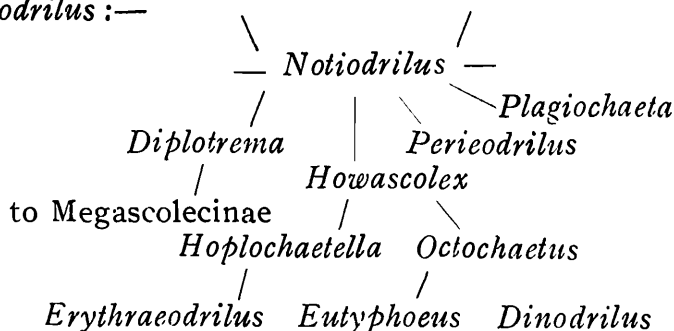 odrilus :—
— Notiodrilus —
Plagiochaeta
Diplotrema Perieodrilus
Howascolex
to Megascolecinae
Hoplochaetella Octochaetus
Erythraeodrilus Eutyphoeus Dinodrilus